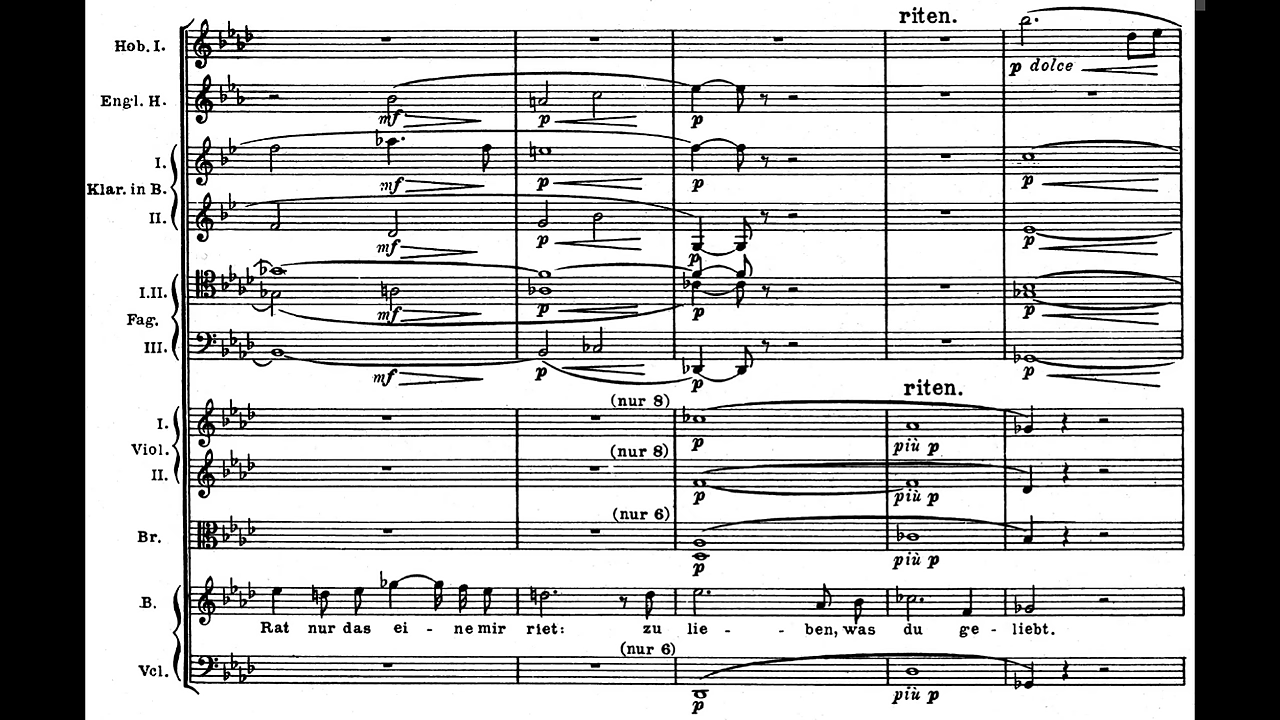 riten.
Hob. I.
p dolce
Engl. H.
mf p p
I.
mf p p p
Klar. in B.
II.
mf p p p
I.II.
mf p p p
Fag.
III.
mf p p p
riten.
(nur 8)
I.
p più p
Viol.
(nur 8)
II.
p più p
(nur 6)
Br.
p più p
B.
Rat nur das ei - ne mir riet: zu lie - - ben, was du ge - liebt.
(nur 6)
Vcl.
p più p